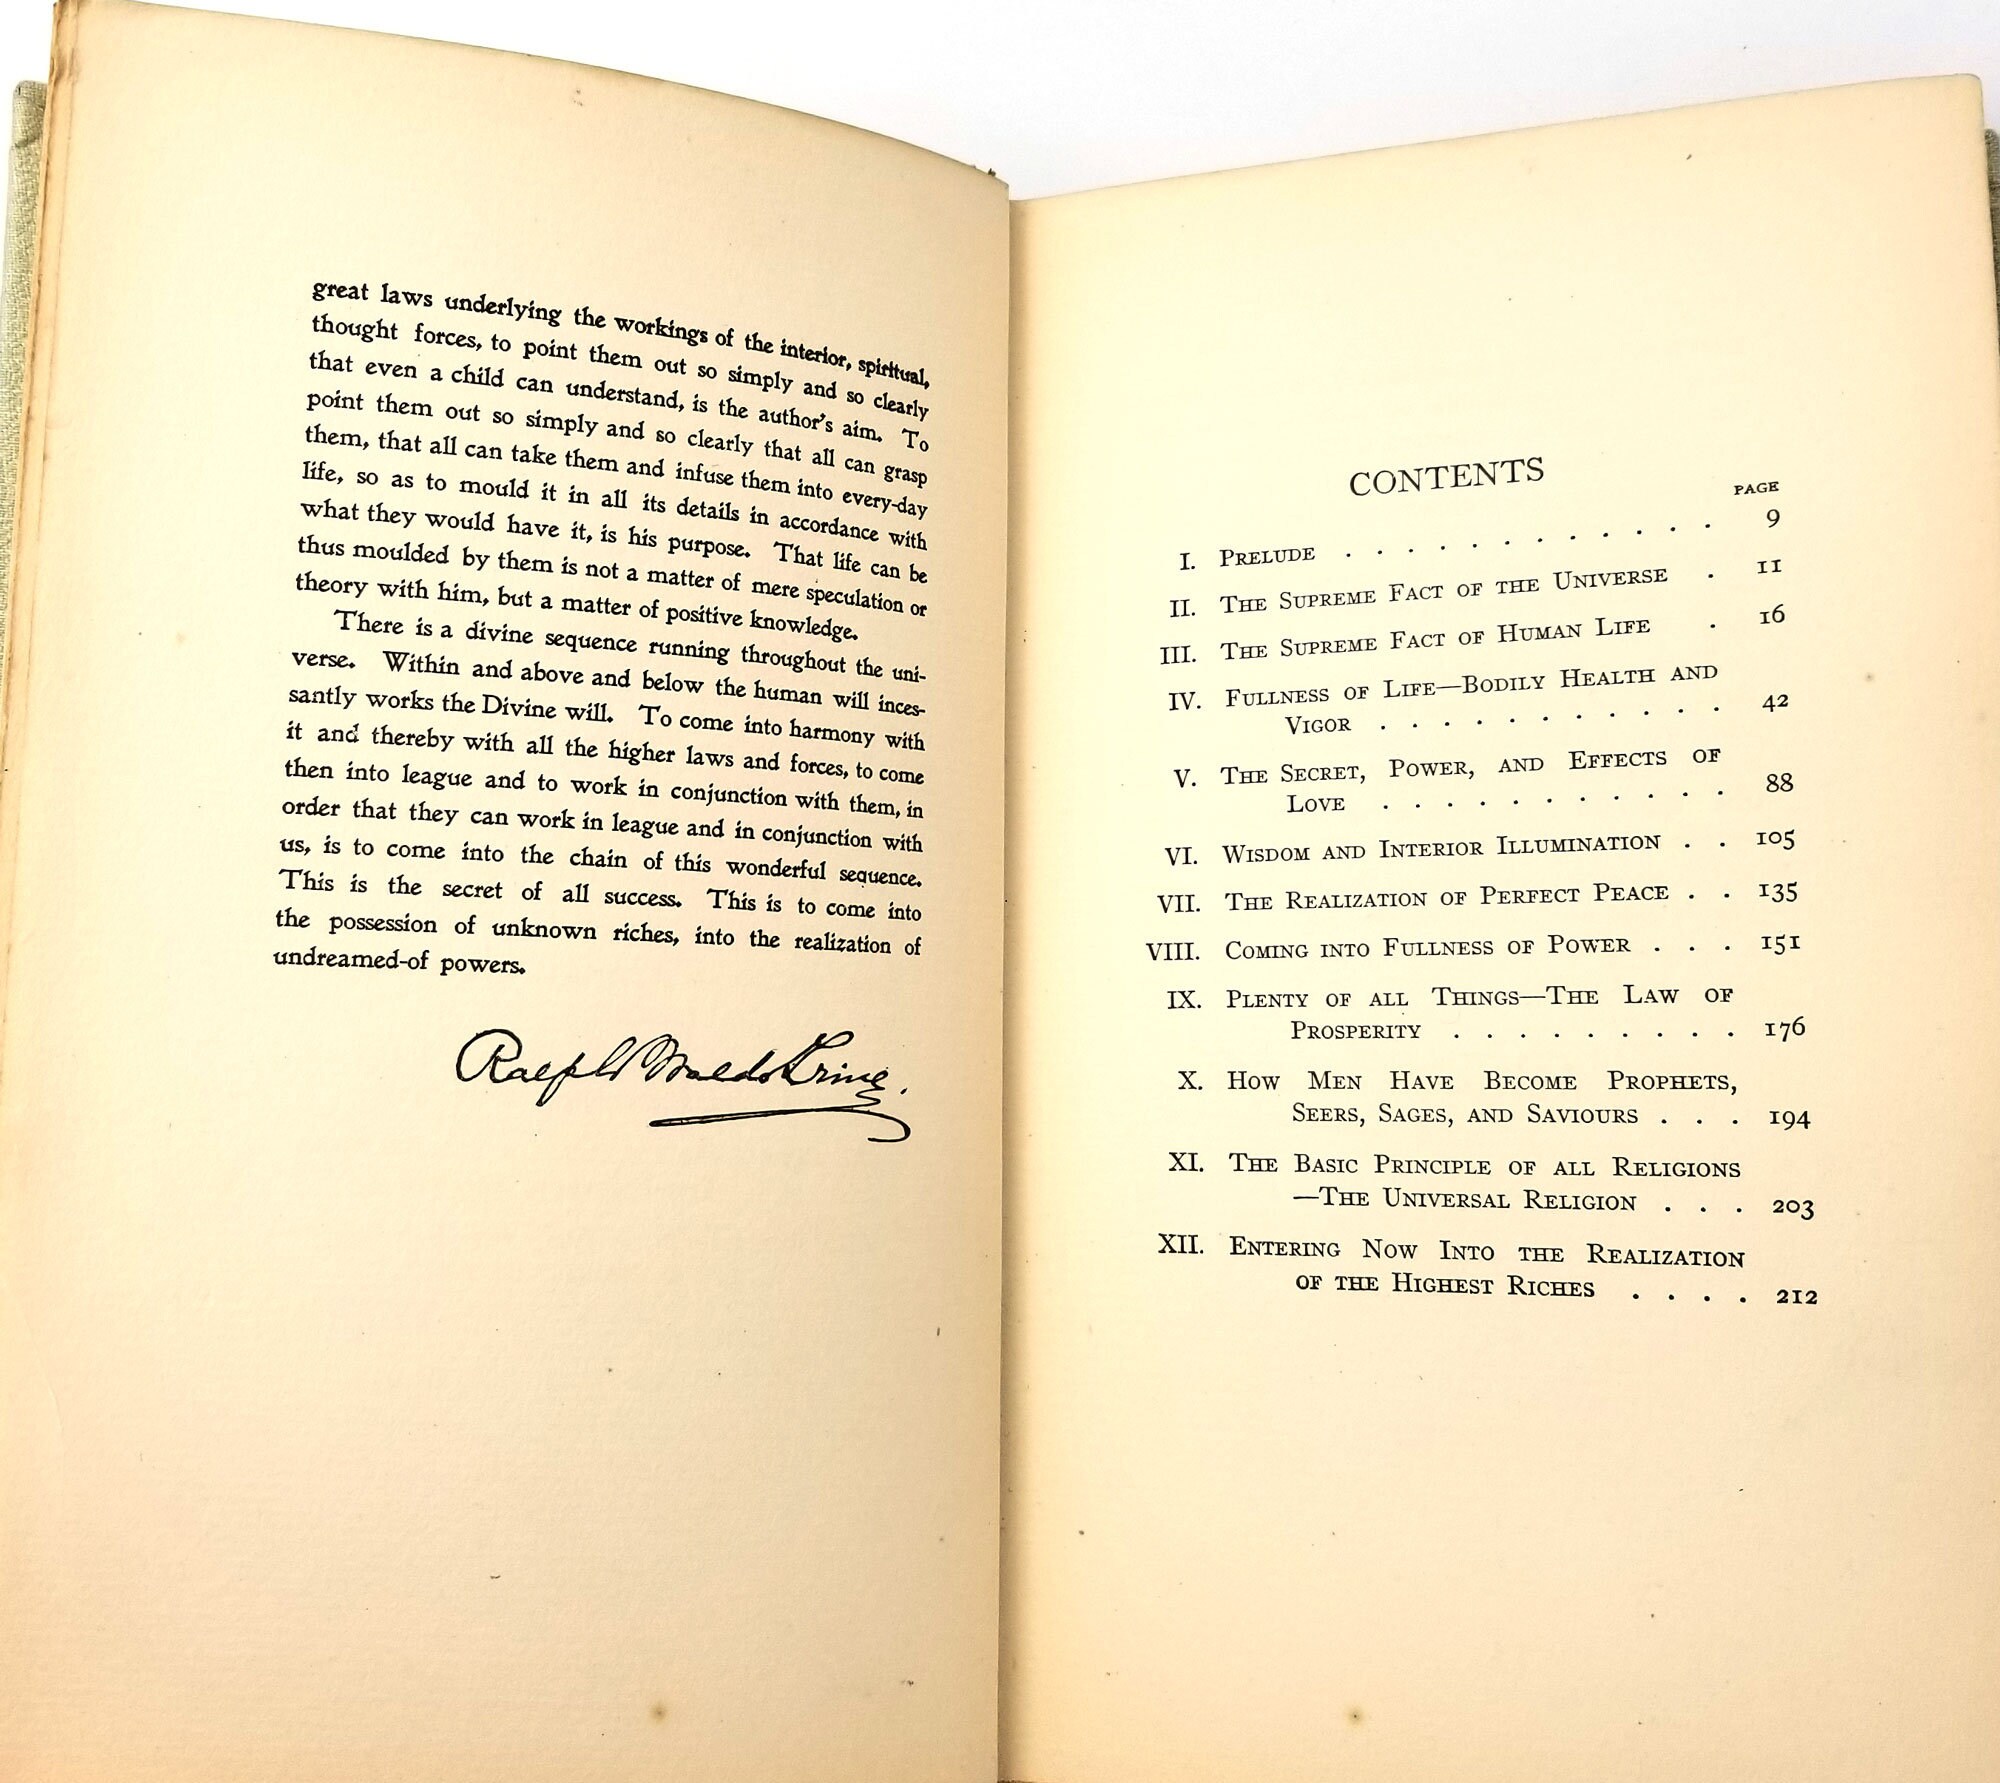 great laws underlying the workings of the interior, spiritual,
thought forces, to point them out so simply and so clearly
that even a child can understand, is the author's aim. To
point them out so simply and so clearly that all can grasp
them, that all can take them and infuse them into every-day
life, so as to mould it in all its details in accordance with
what they would have it, is his purpose. That life can be
thus moulded by them is not a matter of mere speculation or
theory with him, but a matter of positive knowledge.
There is a divine sequence running throughout the uni-
verse. Within and above and below the human will inces-
santly works the Divine will. To come into harmony with
it and thereby with all the higher laws and forces, to come
then into league and to work in conjunction with them, in
order that they can work in league and in conjunction with
us, is to come into the chain of this wonderful sequence.
This is the secret of all success. This is to come into
the possession of unknown riches, into the realization of
undreamed-of powers.
Ralph Waldo Trine.
CONTENTS
PAGE
I. PRELUDE . . . . . . . . . . . . 9
II. THE SUPREME FACT OF THE UNIVERSE . 11
III. THE SUPREME FACT OF HUMAN LIFE . 16
IV. FULLNESS OF LIFE—BODILY HEALTH AND
VIGOR . . . . . . . . . . . 42
V. THE SECRET, POWER, AND EFFECTS OF
LOVE . . . . . . . . . . . 88
VI. WISDOM AND INTERIOR ILLUMINATION . . 105
VII. THE REALIZATION OF PERFECT PEACE . . 135
VIII. COMING INTO FULLNESS OF POWER . . . 151
IX. PLENTY OF ALL THINGS—THE LAW OF
PROSPERITY . . . . . . . . . 176
X. HOW MEN HAVE BECOME PROPHETS,
SEERS, SAGES, AND SAVIOURS . . . 194
XI. THE BASIC PRINCIPLE OF ALL RELIGIONS
—THE UNIVERSAL RELIGION . . . 203
XII. ENTERING NOW INTO THE REALIZATION
OF THE HIGHEST RICHES . . . . 212